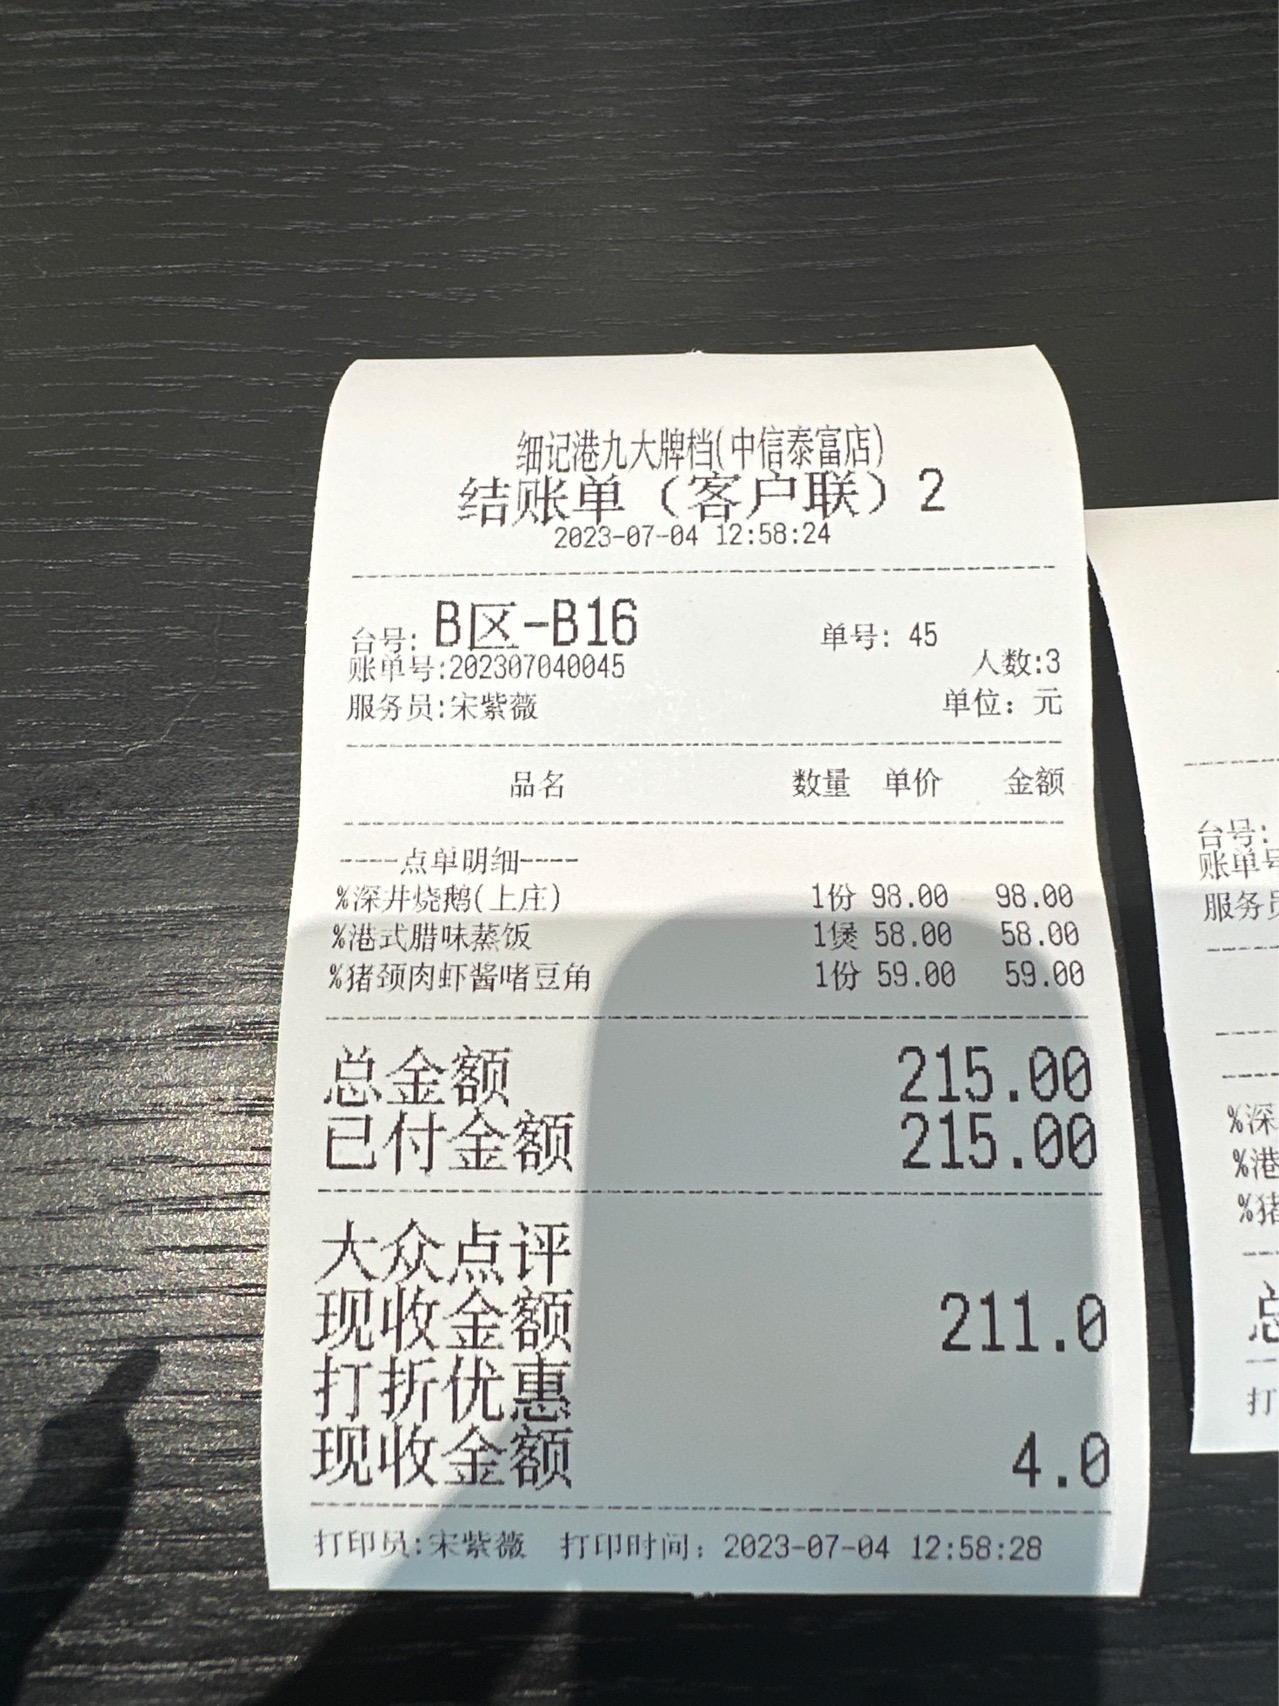 细记港九大牌档(中信泰富店)
结账单（客户联）2
2023-07-04 12:58:24
台号: B区-B16 单号: 45
账单号:202307040045 人数:3
服务员:宋紫薇 单位：元
品名 数量 单价 金额
----点单明细----
%深井烧鹅(上庄) 1份 98.00 98.00
%港式腊味蒸饭 1煲 58.00 58.00
%猪颈肉虾酱啫豆角 1份 59.00 59.00
总金额 215.00
已付金额 215.00
大众点评
现收金额 211.0
打折优惠
现收金额 4.0
打印员:宋紫薇 打印时间：2023-07-04 12:58:28
台号:
账单号
服务员
%深
%港
%猪
总
打